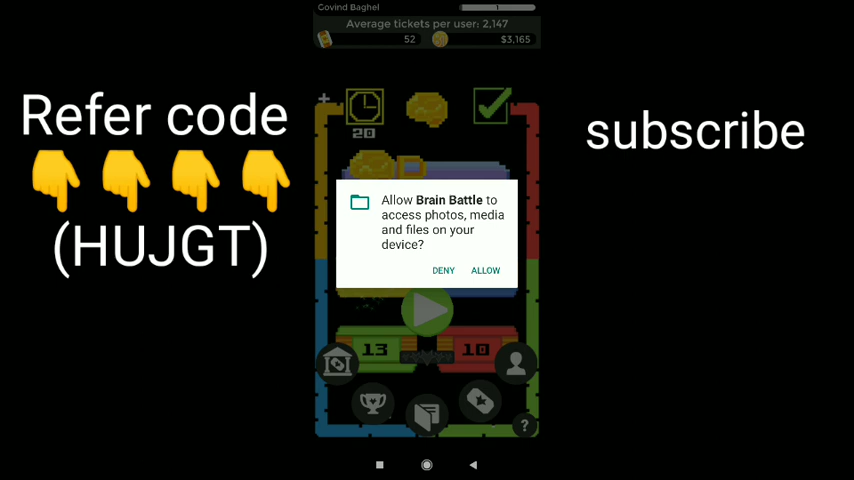 Govind Baghel
1
Average tickets per user: 2,147
52
$3,165
Refer code
👇👇👇👇
(HUJGT)
subscribe
20
Allow Brain Battle to
access photos, media
and files on your
device?
DENY ALLOW
13
10
?